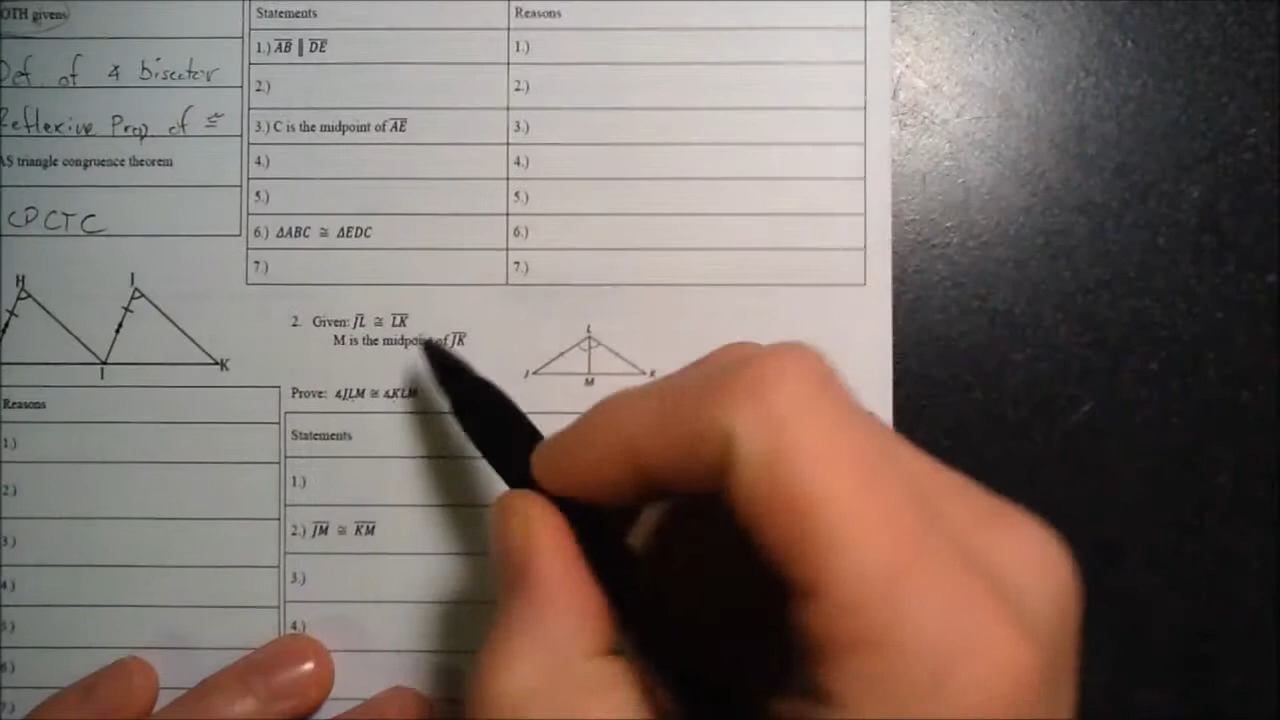 OTH givens
Def. of ∡ bisector
Reflexive Prop of ≅
AS triangle congruence theorem
CPCTC
Statements Reasons
1.) AB ∥ DE 1.)
2.) 2.)
3.) C is the midpoint of AE 3.)
4.) 4.)
5.) 5.)
6.) ΔABC ≅ ΔEDC 6.)
7.) 7.)
H J
I K
Reasons
1.)
2.)
3.)
4.)
5.)
6.)
7.)
2. Given: JL ≅ LK
M is the midpoint of JK
Prove: ∡JLM ≅ ∡KLM
L
J M K
Statements
1.)
2.) JM ≅ KM
3.)
4.)